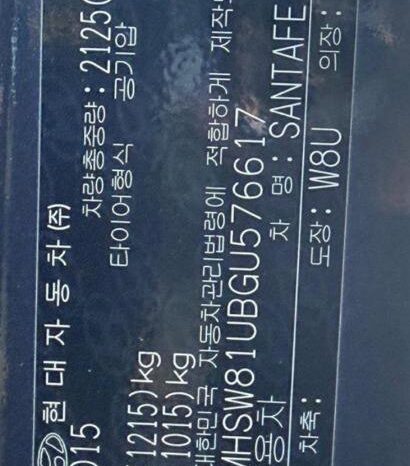 현대자동차(주)
015 차량총중량: 2125
타이어형식 공기압
1215)kg
1015)kg
대한민국 자동차관리법령에 적합하게 제작
MHSW81UBGU576617
용차 차 명: SANTAFE
도장: W8U 의장:
차축: